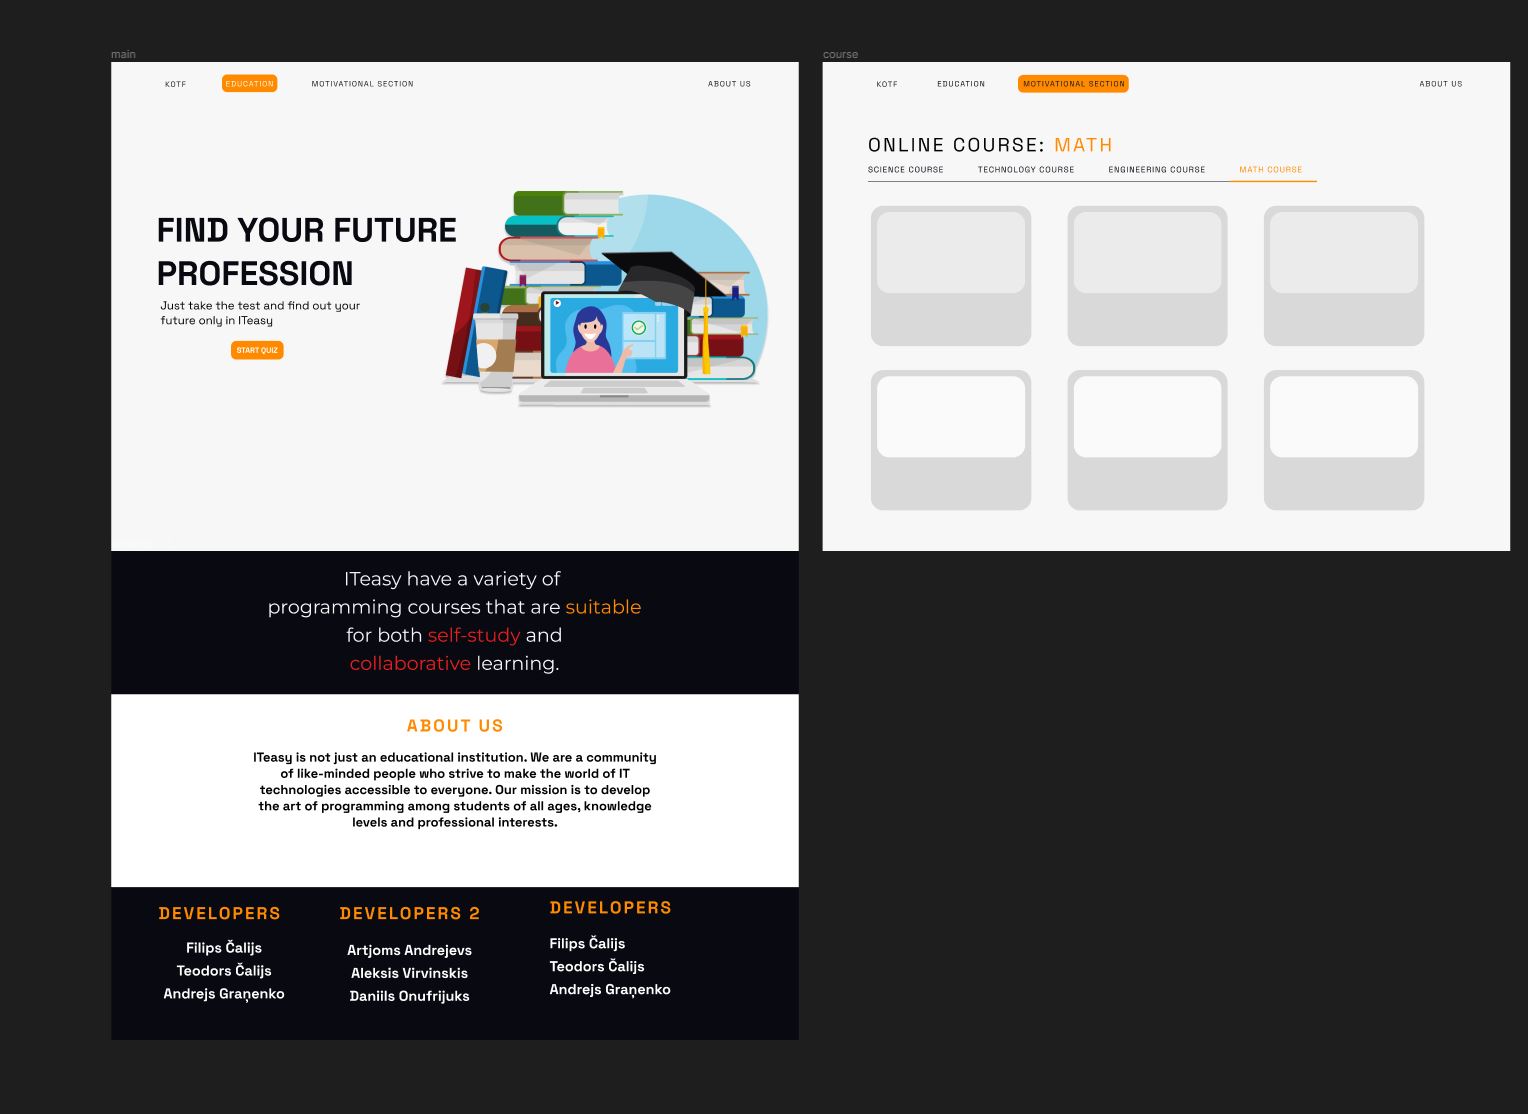 main
KOTF
EDUCATION
MOTIVATIONAL SECTION
ABOUT US
FIND YOUR FUTURE
PROFESSION
Just take the test and find out your
future only in ITeasy
START QUIZ
ITeasy have a variety of
programming courses that are suitable
for both self-study and
collaborative learning.
ABOUT US
ITeasy is not just an educational institution. We are a community
of like-minded people who strive to make the world of IT
technologies accessible to everyone. Our mission is to develop
the art of programming among students of all ages, knowledge
levels and professional interests.
DEVELOPERS
Filips Čalijs
Teodors Čalijs
Andrejs Graņenko
DEVELOPERS 2
Artjoms Andrejevs
Aleksis Virvinskis
Daniils Onufrijuks
DEVELOPERS
Filips Čalijs
Teodors Čalijs
Andrejs Graņenko
course
KOTF
EDUCATION
MOTIVATIONAL SECTION
ABOUT US
ONLINE COURSE: MATH
SCIENCE COURSE
TECHNOLOGY COURSE
ENGINEERING COURSE
MATH COURSE